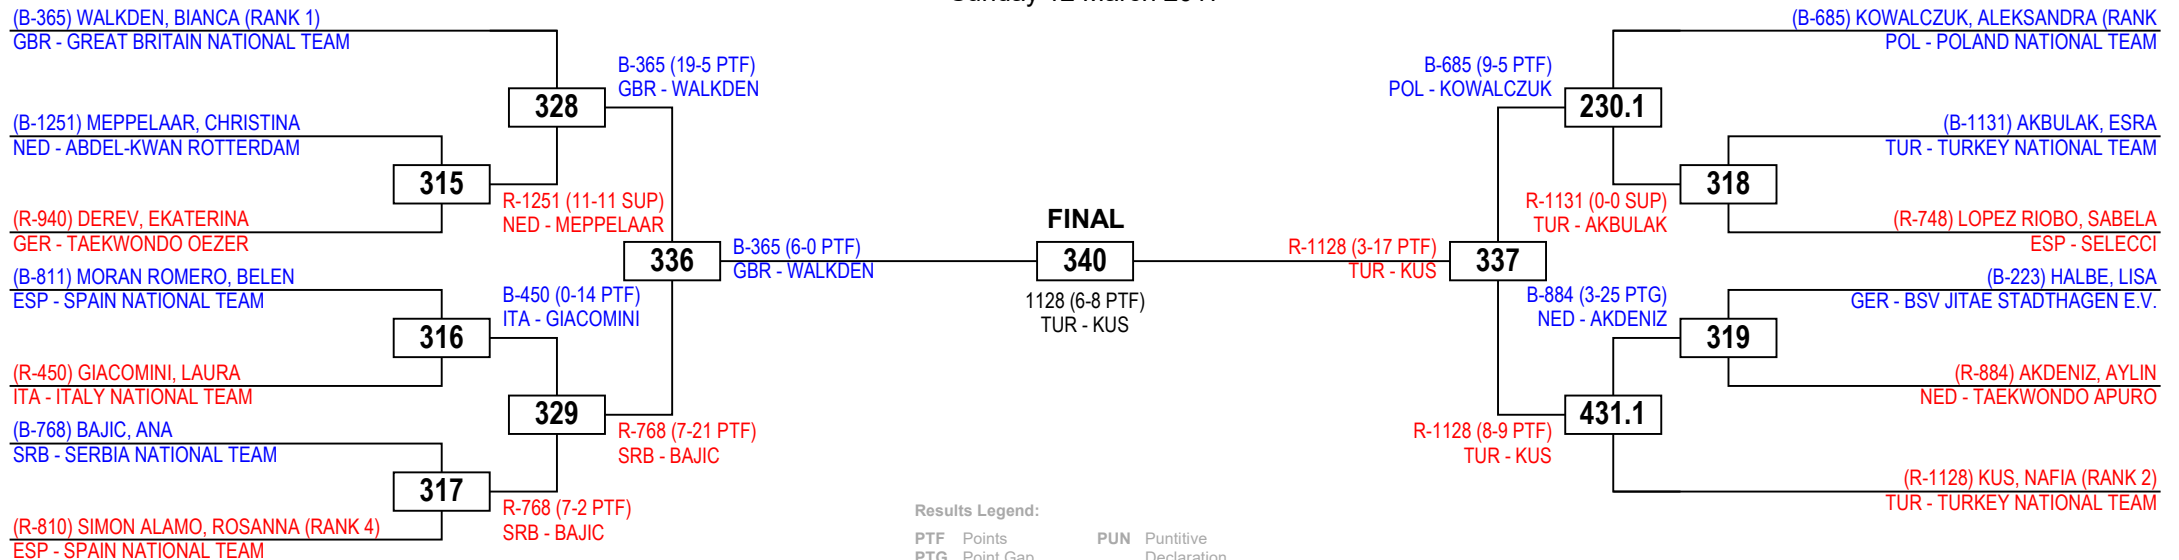 (B-365) WALKDEN, BIANCA (RANK 1)
GBR - GREAT BRITAIN NATIONAL TEAM
(B-1251) MEPPELAAR, CHRISTINA
NED - ABDEL-KWAN ROTTERDAM
(R-940) DEREV, EKATERINA
GER - TAEKWONDO OEZER
(B-811) MORAN ROMERO, BELEN
ESP - SPAIN NATIONAL TEAM
(R-450) GIACOMINI, LAURA
ITA - ITALY NATIONAL TEAM
(B-768) BAJIC, ANA
SRB - SERBIA NATIONAL TEAM
(R-810) SIMON ALAMO, ROSANNA (RANK 4)
ESP - SPAIN NATIONAL TEAM
315
316
317
328
329
B-365 (19-5 PTF)
GBR - WALKDEN
R-1251 (11-11 SUP)
NED - MEPPELAAR
B-450 (0-14 PTF)
ITA - GIACOMINI
R-768 (7-21 PTF)
SRB - BAJIC
R-768 (7-2 PTF)
SRB - BAJIC
336
B-365 (6-0 PTF)
GBR - WALKDEN
FINAL
340
1128 (6-8 PTF)
TUR - KUS
R-1128 (3-17 PTF)
TUR - KUS
337
B-685 (9-5 PTF)
POL - KOWALCZUK
230.1
R-1131 (0-0 SUP)
TUR - AKBULAK
318
B-884 (3-25 PTG)
NED - AKDENIZ
319
R-1128 (8-9 PTF)
TUR - KUS
431.1
(B-685) KOWALCZUK, ALEKSANDRA (RANK
POL - POLAND NATIONAL TEAM
(B-1131) AKBULAK, ESRA
TUR - TURKEY NATIONAL TEAM
(R-748) LOPEZ RIOBO, SABELA
ESP - SELECCI
(B-223) HALBE, LISA
GER - BSV JITAE STADTHAGEN E.V.
(R-884) AKDENIZ, AYLIN
NED - TAEKWONDO APURO
(R-1128) KUS, NAFIA (RANK 2)
TUR - TURKEY NATIONAL TEAM
Results Legend:
PTF Points PUN Puntitive
PTG Point Gap Declaration